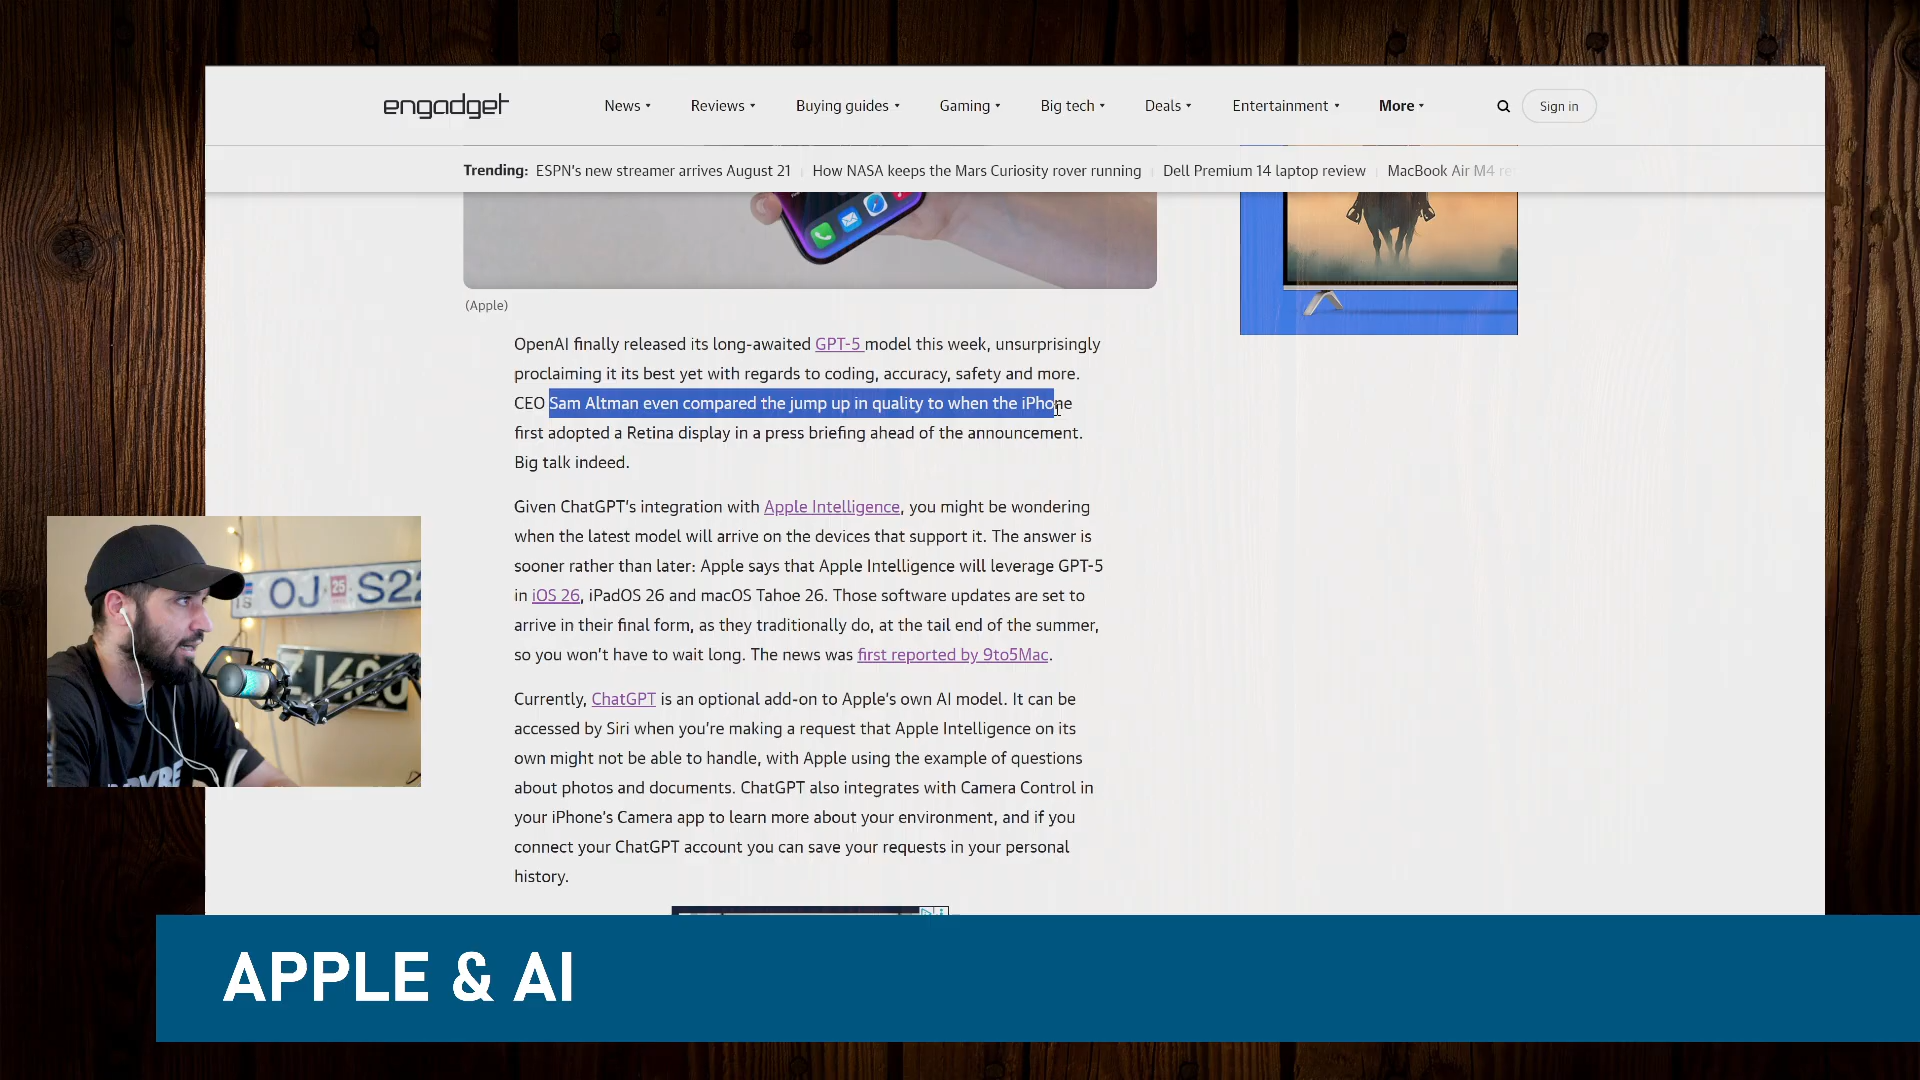 engadget
News
Reviews
Buying guides
Gaming
Big tech
Deals
Entertainment
More
Sign in
Trending: ESPN's new streamer arrives August 21
How NASA keeps the Mars Curiosity rover running
Dell Premium 14 laptop review
MacBook Air M4
(Apple)
OpenAI finally released its long-awaited GPT-5 model this week, unsurprisingly
proclaiming it its best yet with regards to coding, accuracy, safety and more.
CEO Sam Altman even compared the jump up in quality to when the iPhone
first adopted a Retina display in a press briefing ahead of the announcement.
Big talk indeed.
Given ChatGPT's integration with Apple Intelligence, you might be wondering
when the latest model will arrive on the devices that support it. The answer is
sooner rather than later: Apple says that Apple Intelligence will leverage GPT-5
in iOS 26, iPadOS 26 and macOS Tahoe 26. Those software updates are set to
arrive in their final form, as they traditionally do, at the tail end of the summer,
so you won't have to wait long. The news was first reported by 9to5Mac.
Currently, ChatGPT is an optional add-on to Apple's own AI model. It can be
accessed by Siri when you're making a request that Apple Intelligence on its
own might not be able to handle, with Apple using the example of questions
about photos and documents. ChatGPT also integrates with Camera Control in
your iPhone's Camera app to learn more about your environment, and if you
connect your ChatGPT account you can save your requests in your personal
history.
IS OJ 25 S22
APPLE & AI